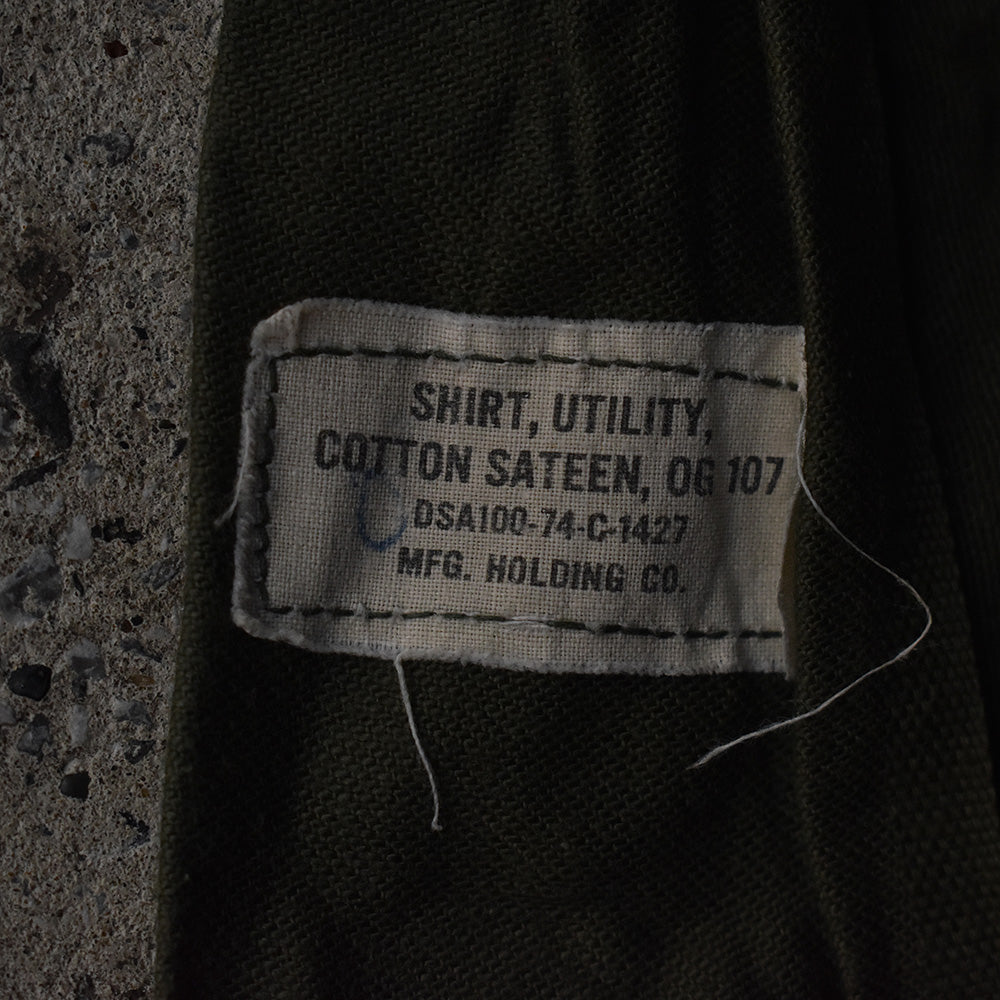 SHIRT, UTILITY,
COTTON SATEEN, OG 107
DSA100-74-C-1427
MFG. HOLDING CO.